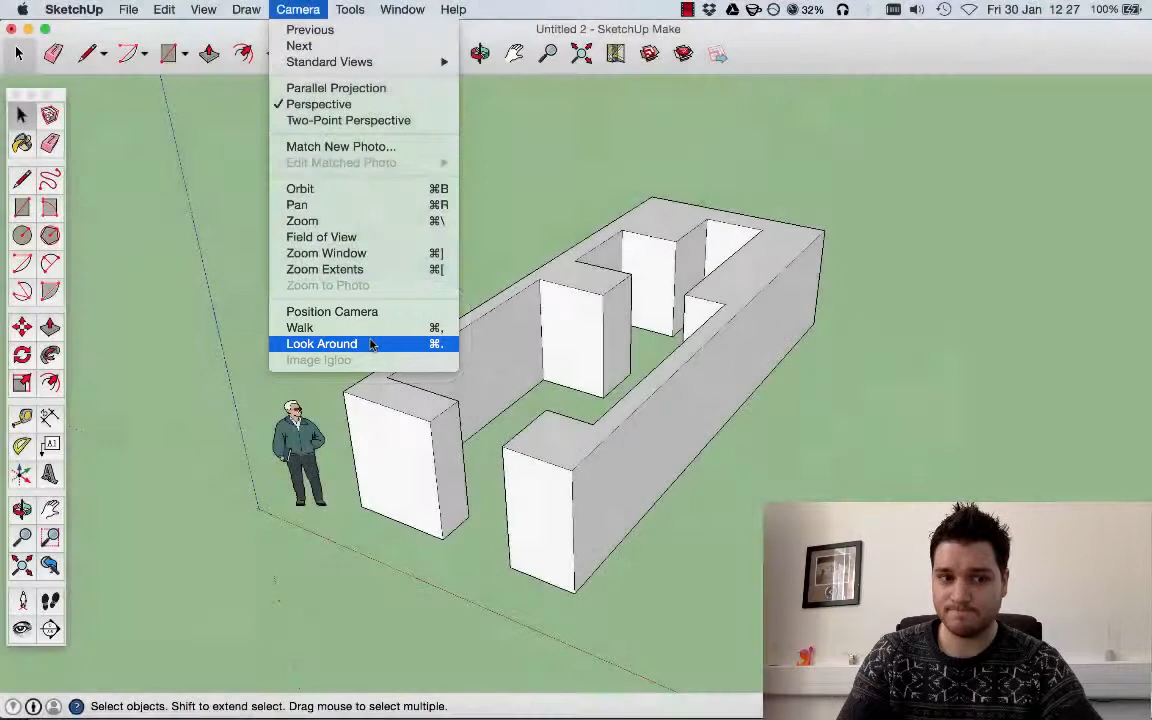 SketchUp File Edit View Draw Camera Tools Window Help 32% Fri 30 Jan 12:27 100%
Untitled 2 - SketchUp Make
Previous
Next
Standard Views
Parallel Projection
✓ Perspective
Two-Point Perspective
Match New Photo...
Edit Matched Photo
Orbit ⌘B
Pan ⌘R
Zoom ⌘\
Field of View
Zoom Window ⌘]
Zoom Extents ⌘[
Zoom to Photo
Position Camera
Walk ⌘,
Look Around ⌘.
Image Igloo
A1
Select objects. Shift to extend select. Drag mouse to select multiple.